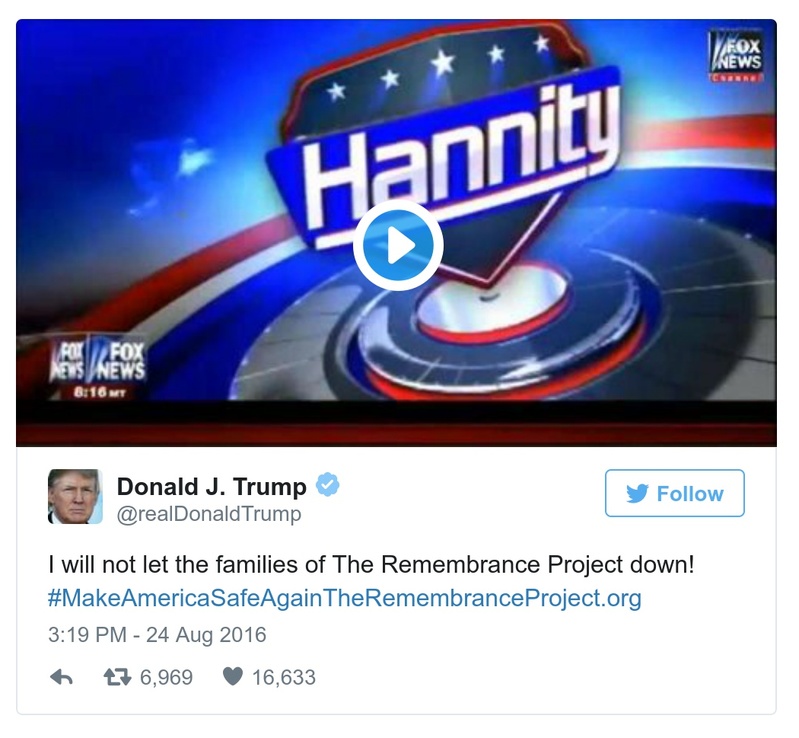 FOX
NEWS
Channel
Hannity
FOX
NEWS
FOX
NEWS
8:16 MT
Donald J. Trump
@realDonaldTrump
Follow
I will not let the families of The Remembrance Project down!
#MakeAmericaSafeAgainTheRemembranceProject.org
3:19 PM - 24 Aug 2016
6,969 16,633